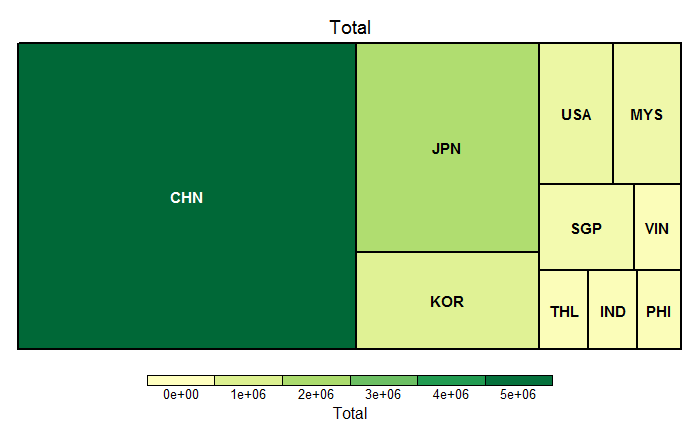 Total
CHN
JPN
KOR
USA
MYS
SGP
VIN
THL
IND
PHI
0e+00 1e+06 2e+06 3e+06 4e+06 5e+06
Total